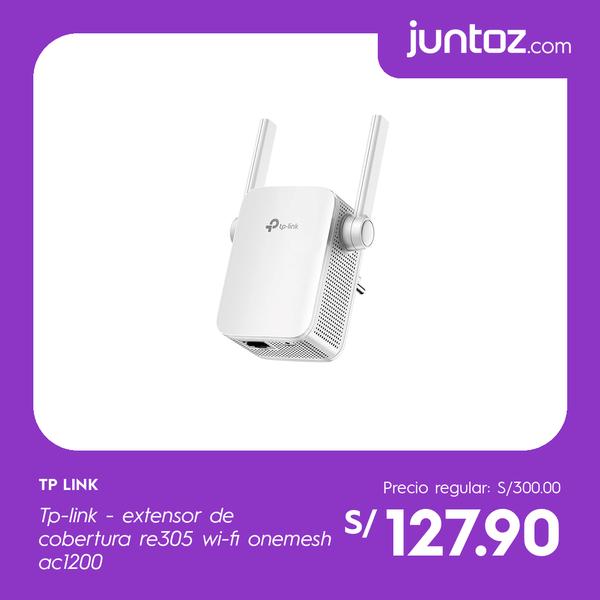 juntoz.com
tp-link
TP LINK
Tp-link - extensor de
cobertura re305 wi-fi onemesh
ac1200
Precio regular: S/300.00
S/127.90